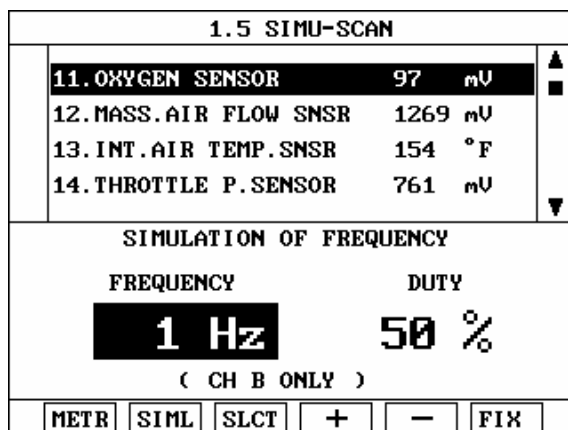 1.5 SIMU-SCAN
11.OXYGEN SENSOR 97 mV
12.MASS.AIR FLOW SNSR 1269 mV
13.INT.AIR TEMP.SNSR 154 °F
14.THROTTLE P.SENSOR 761 mV
SIMULATION OF FREQUENCY
FREQUENCY DUTY
1 Hz 50 %
( CH B ONLY )
METR SIML SLCT + – FIX